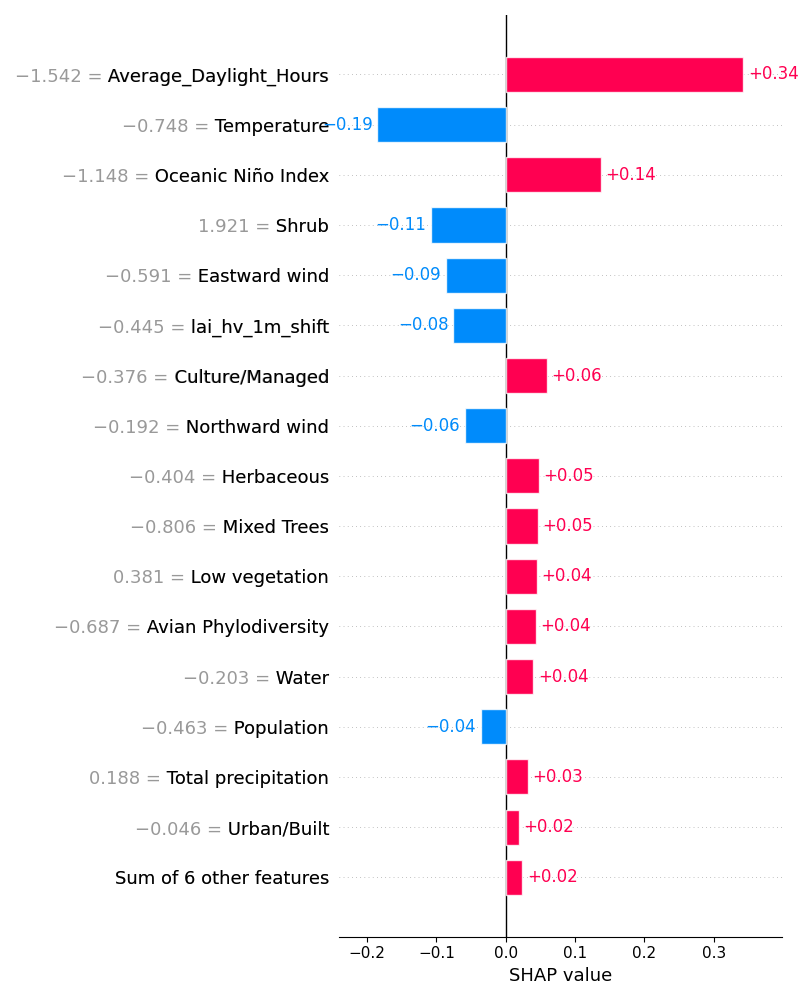 −1.542 = Average_Daylight_Hours +0.34
−0.748 = Temperature −0.19
−1.148 = Oceanic Niño Index +0.14
1.921 = Shrub −0.11
−0.591 = Eastward wind −0.09
−0.445 = lai_hv_1m_shift −0.08
−0.376 = Culture/Managed +0.06
−0.192 = Northward wind −0.06
−0.404 = Herbaceous +0.05
−0.806 = Mixed Trees +0.05
0.381 = Low vegetation +0.04
−0.687 = Avian Phylodiversity +0.04
−0.203 = Water +0.04
−0.463 = Population −0.04
0.188 = Total precipitation +0.03
−0.046 = Urban/Built +0.02
Sum of 6 other features +0.02
−0.2 −0.1 0.0 0.1 0.2 0.3
SHAP value